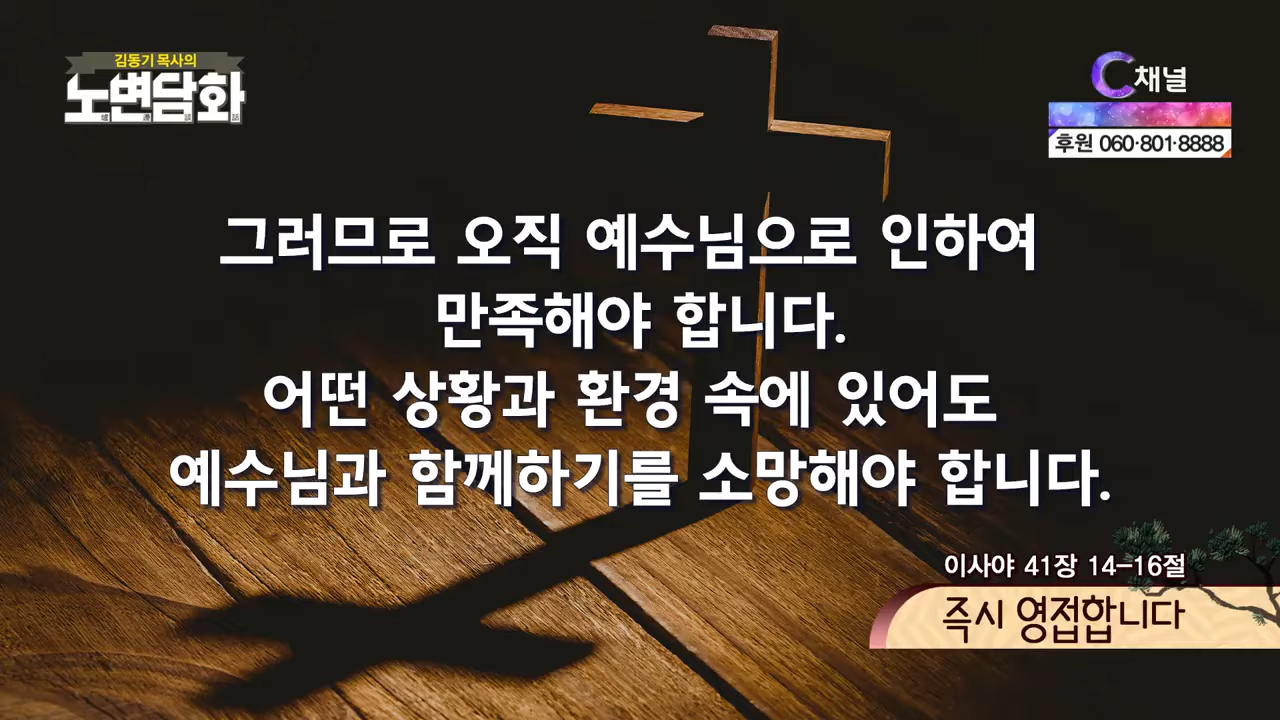 김동기 목사의
노변담화
C채널
후원 060·801·8888
그러므로 오직 예수님으로 인하여
만족해야 합니다.
어떤 상황과 환경 속에 있어도
예수님과 함께하기를 소망해야 합니다.
이사야 41장 14-16절
즉시 영접합니다